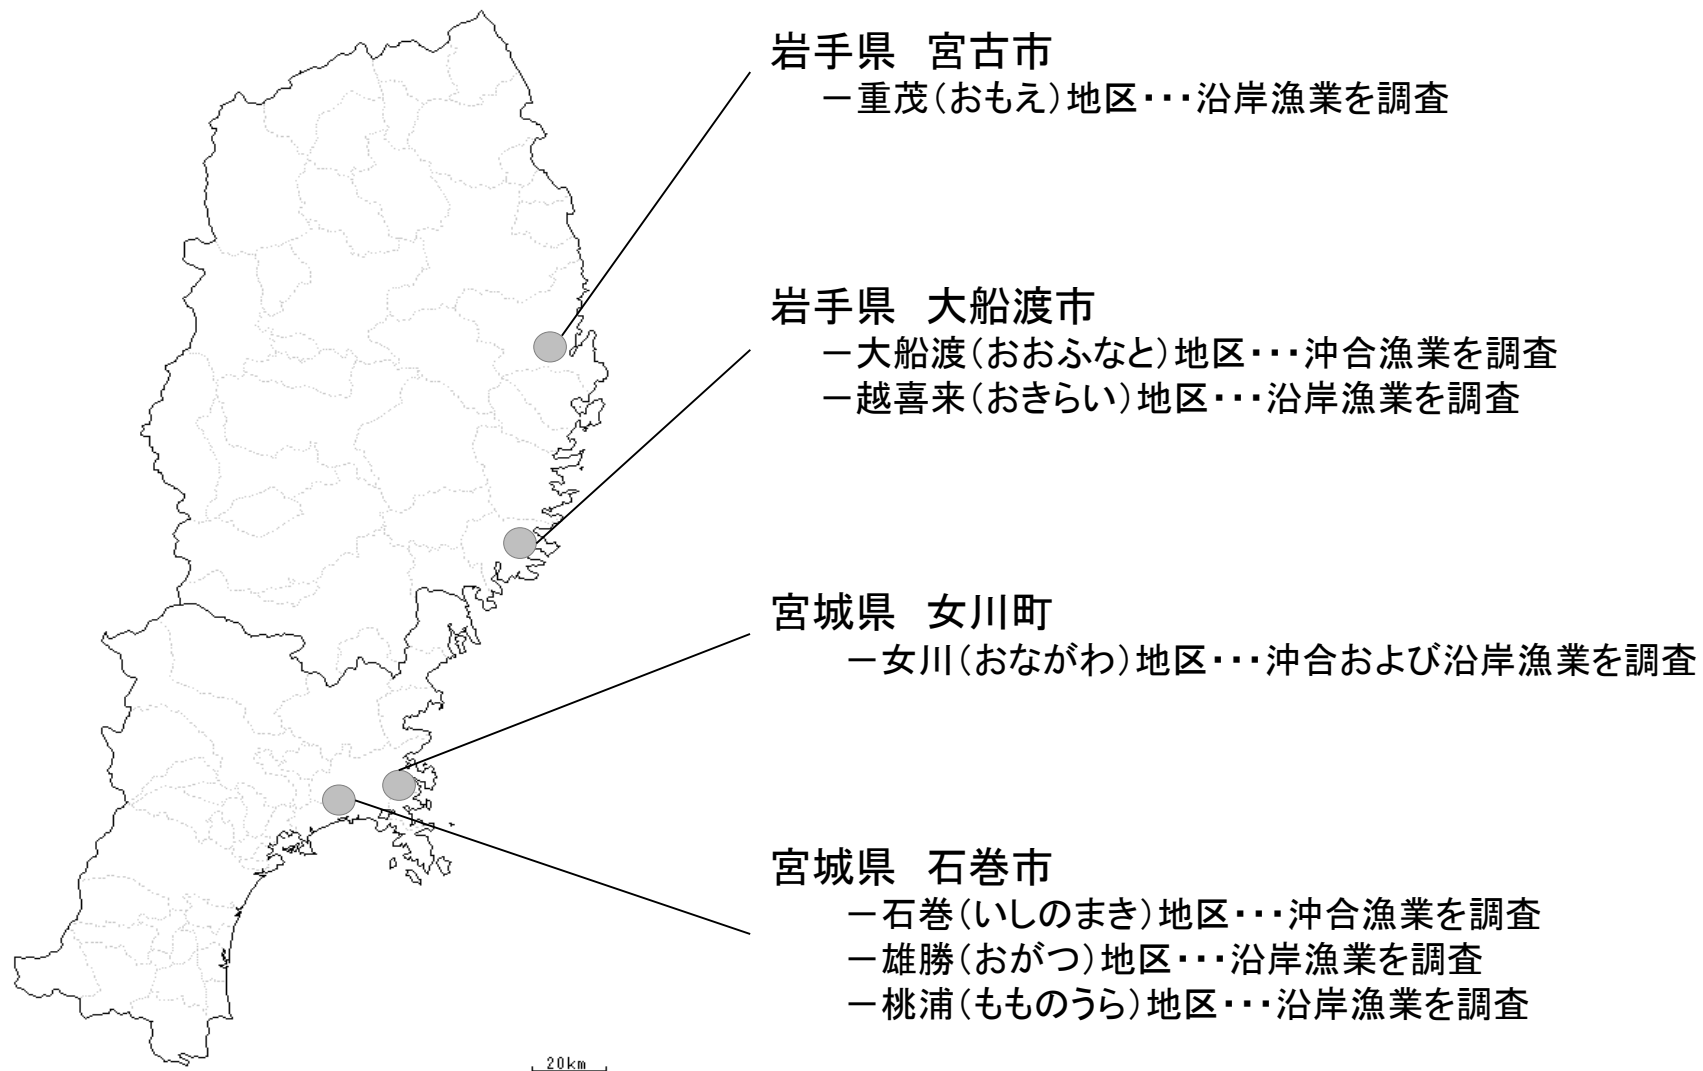 岩手県　宮古市
－重茂（おもえ）地区・・・沿岸漁業を調査
岩手県　大船渡市
－大船渡（おおふなと）地区・・・沖合漁業を調査
－越喜来（おきらい）地区・・・沿岸漁業を調査
宮城県　女川町
－女川（おながわ）地区・・・沖合および沿岸漁業を調査
宮城県　石巻市
－石巻（いしのまき）地区・・・沖合漁業を調査
－雄勝（おがつ）地区・・・沿岸漁業を調査
－桃浦（もものうら）地区・・・沿岸漁業を調査
20km